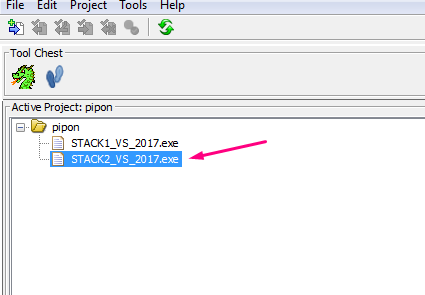 File Edit Project Tools Help
Tool Chest
Active Project: pipon
pipon
STACK1_VS_2017.exe
STACK2_VS_2017.exe